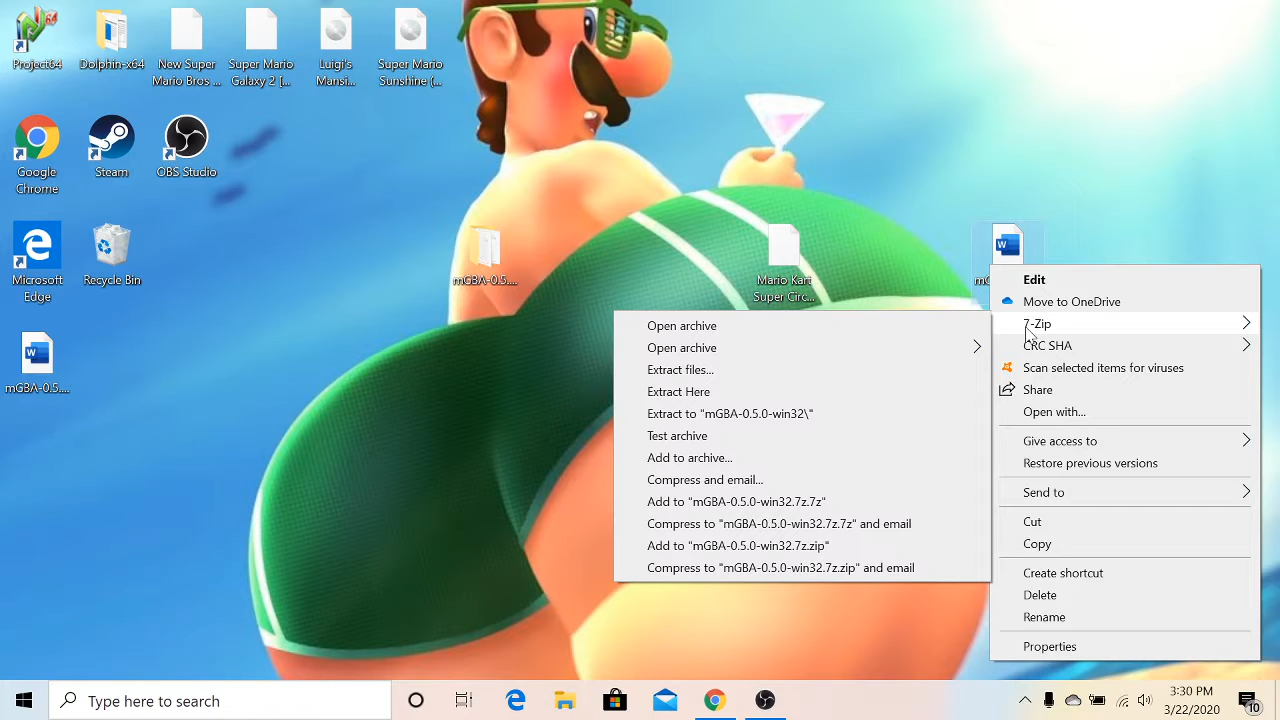 Project64
Dolphin-x64
New Super
Mario Bros ...
Super Mario
Galaxy 2 [...
Luigi's
Mansi...
Super Mario
Sunshine (...
Google
Chrome
Steam
OBS Studio
Microsoft
Edge
Recycle Bin
mGBA-0.5....
Mario Kart
Super Circ...
mGBA-0.5....
Edit
Move to OneDrive
7-Zip
CRC SHA
Scan selected items for viruses
Share
Open with...
Give access to
Restore previous versions
Send to
Cut
Copy
Create shortcut
Delete
Rename
Properties
Open archive
Open archive
Extract files...
Extract Here
Extract to "mGBA-0.5.0-win32\"
Test archive
Add to archive...
Compress and email...
Add to "mGBA-0.5.0-win32.7z.7z"
Compress to "mGBA-0.5.0-win32.7z.7z" and email
Add to "mGBA-0.5.0-win32.7z.zip"
Compress to "mGBA-0.5.0-win32.7z.zip" and email
Type here to search
3:30 PM
3/22/2020
10